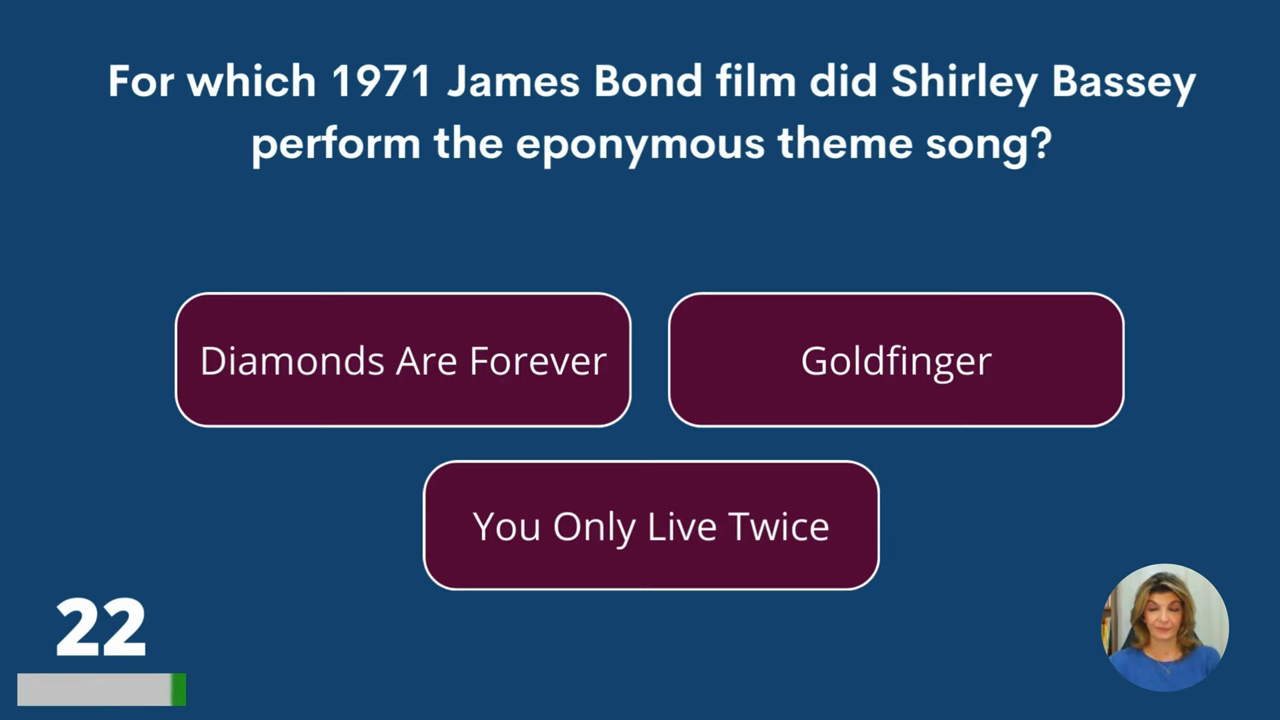 For which 1971 James Bond film did Shirley Bassey
perform the eponymous theme song?
Diamonds Are Forever
Goldfinger
You Only Live Twice
22